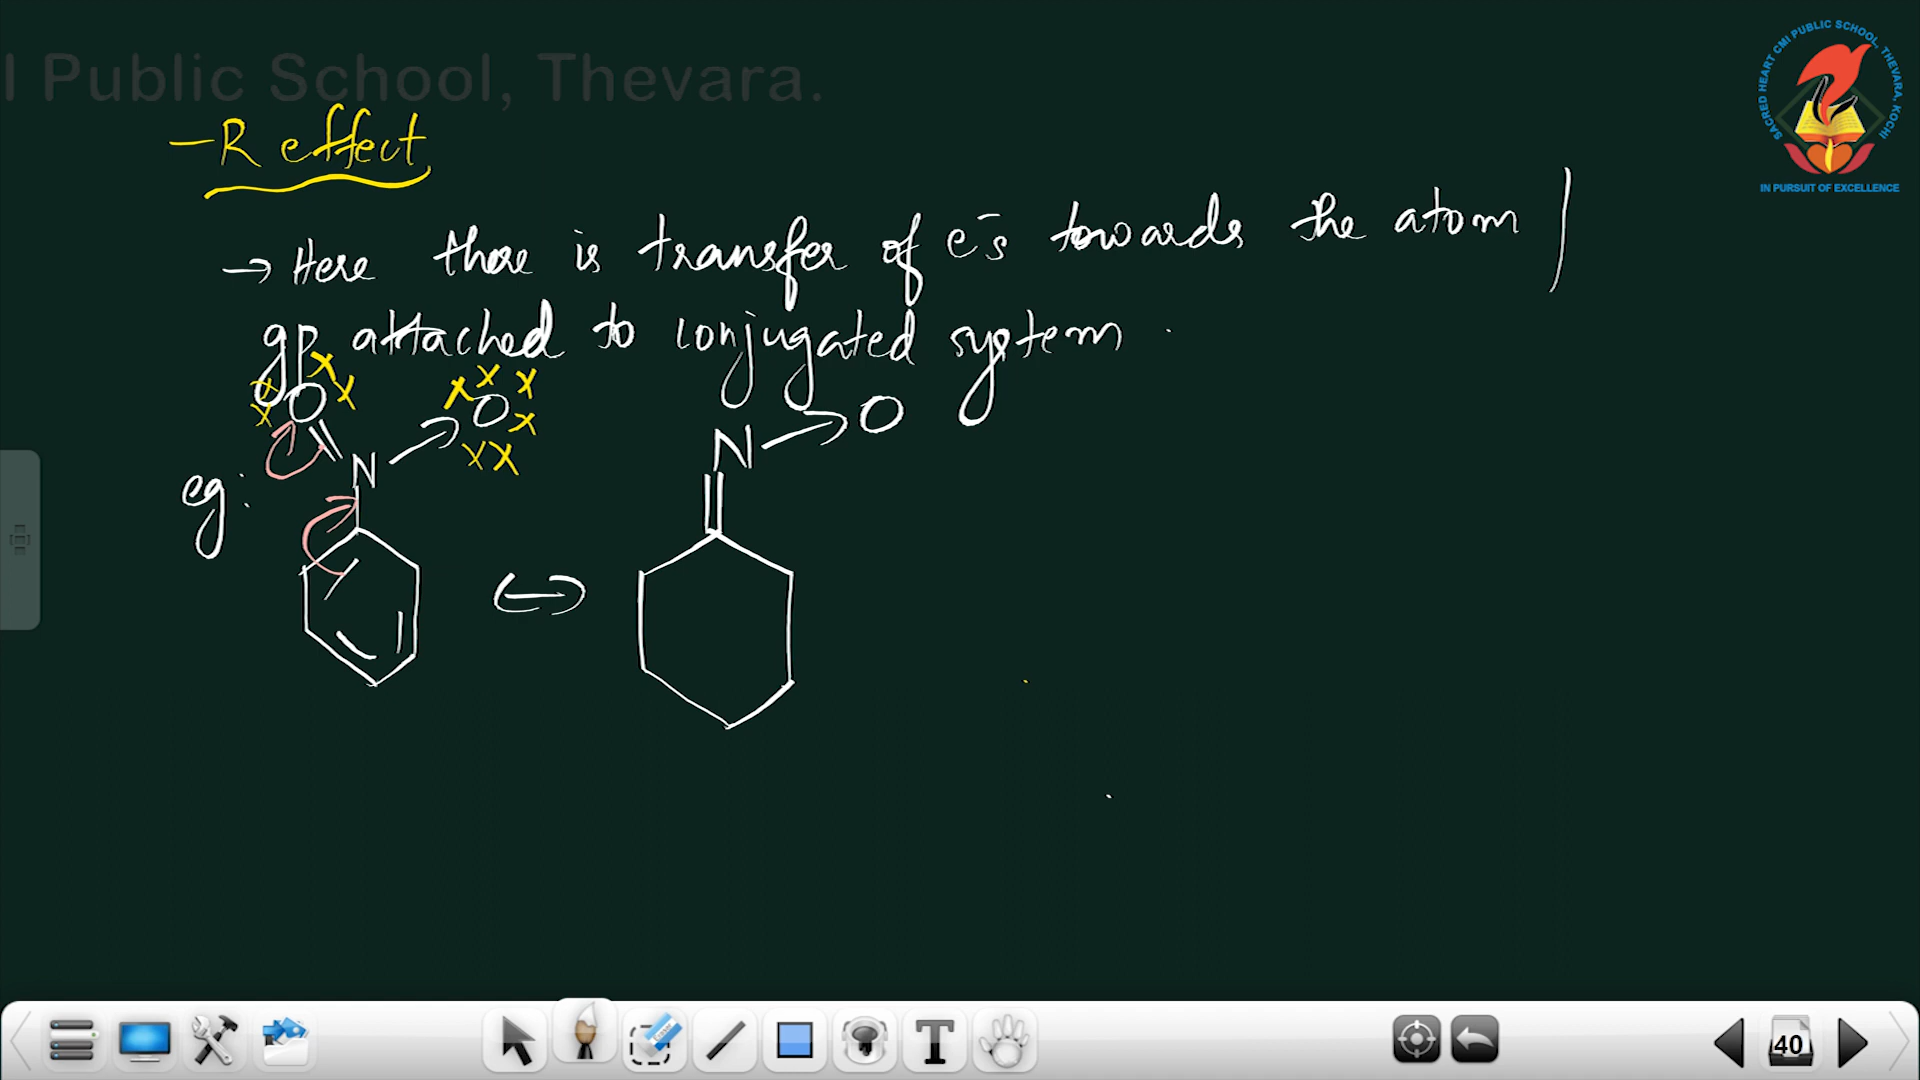 I Public School, Thevara.
SACRED HEART CMI PUBLIC SCHOOL, THEVARA, KOCHI
IN PURSUIT OF EXCELLENCE
-R effect
→ Here there is transfer of e⁻s towards the atom /
gp attached to conjugated system.
O O
N
N → O
eg:
T
40